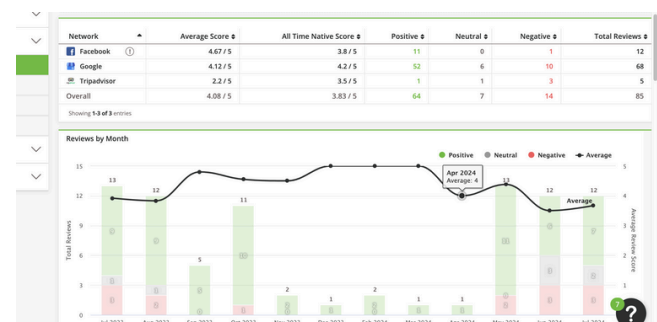 Network Average Score All Time Native Score Positive Neutral Negative Total Reviews
Facebook 4.67 / 5 3.8 / 5 11 0 1 12
Google 4.12 / 5 4.2 / 5 52 6 10 68
Tripadvisor 2.2 / 5 3.5 / 5 1 1 3 5
Overall 4.08 / 5 3.83 / 5 64 7 14 85
Showing 1-3 of 3 entries
Reviews by Month
Positive Neutral Negative Average
15 5
Apr 2024
Average: 4
13 12 13 12 12
12 4
11
Average
9 3
Total Reviews
Average Review Score
6 2
5
3 1
2 1 2 1 1
0
7
?